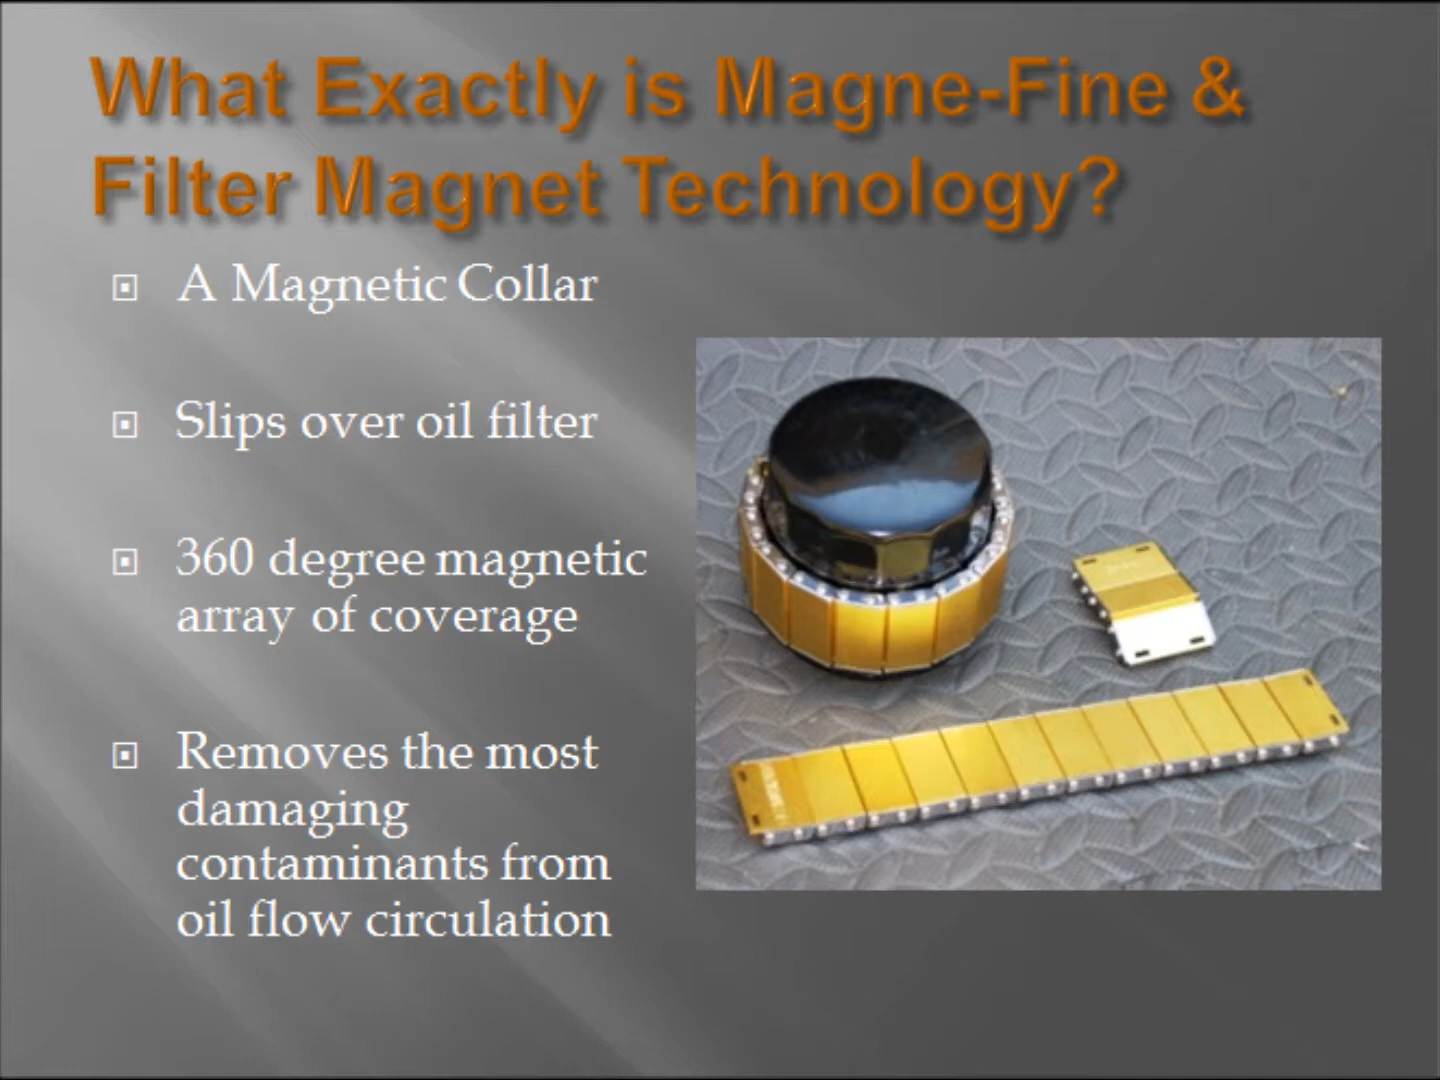 What Exactly is Magne-Fine &
Filter Magnet Technology?
A Magnetic Collar
Slips over oil filter
360 degree magnetic
array of coverage
Removes the most
damaging
contaminants from
oil flow circulation